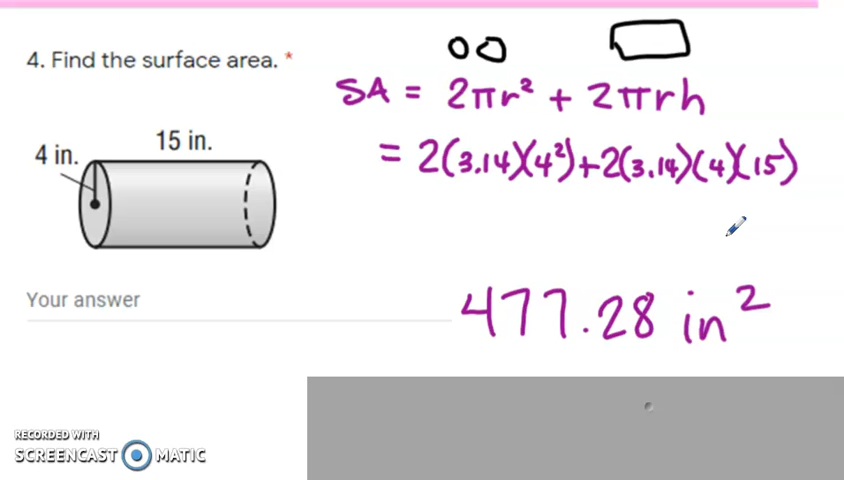 4. Find the surface area. *
SA = 2πr² + 2πrh
= 2(3.14)(4²)+2(3.14)(4)(15)
4 in.
15 in.
Your answer
477.28 in²
RECORDED WITH
SCREENCAST MATIC